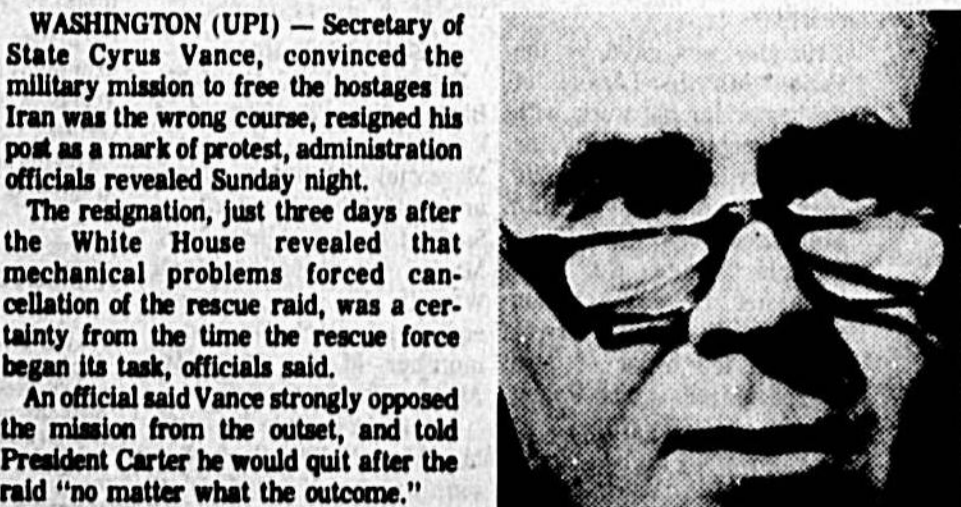 WASHINGTON (UPI) — Secretary of
State Cyrus Vance, convinced the
military mission to free the hostages in
Iran was the wrong course, resigned his
post as a mark of protest, administration
officials revealed Sunday night.
The resignation, just three days after
the White House revealed that
mechanical problems forced can-
cellation of the rescue raid, was a cer-
tainty from the time the rescue force
began its task, officials said.
An official said Vance strongly opposed
the mission from the outset, and told
President Carter he would quit after the
raid "no matter what the outcome."